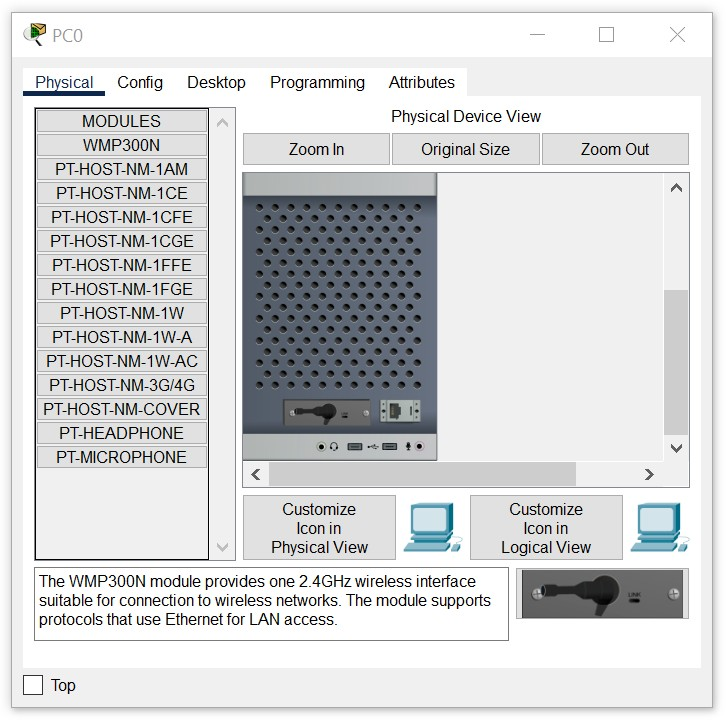 PC0
Physical
Config
Desktop
Programming
Attributes
MODULES
WMP300N
PT-HOST-NM-1AM
PT-HOST-NM-1CE
PT-HOST-NM-1CFE
PT-HOST-NM-1CGE
PT-HOST-NM-1FFE
PT-HOST-NM-1FGE
PT-HOST-NM-1W
PT-HOST-NM-1W-A
PT-HOST-NM-1W-AC
PT-HOST-NM-3G/4G
PT-HOST-NM-COVER
PT-HEADPHONE
PT-MICROPHONE
Physical Device View
Zoom In
Original Size
Zoom Out
Customize
Icon in
Physical View
Customize
Icon in
Logical View
The WMP300N module provides one 2.4GHz wireless interface
suitable for connection to wireless networks. The module supports
protocols that use Ethernet for LAN access.
LINK
Top